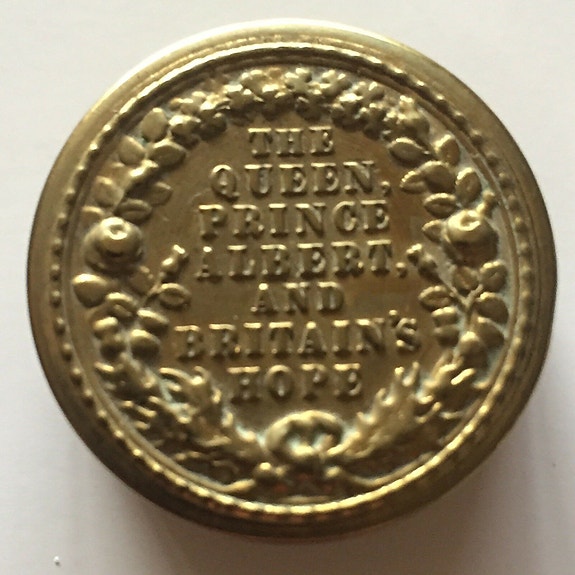 THE
QUEEN,
PRINCE
ALBERT,
AND
BRITAIN'S
HOPE